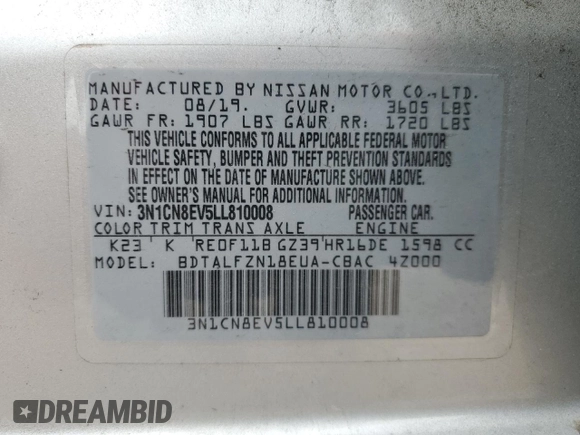 MANUFACTURED BY NISSAN MOTOR CO.,LTD.
DATE: 08/19. GVWR: 3605 LBS
GAWR FR: 1907 LBS GAWR RR: 1720 LBS
THIS VEHICLE CONFORMS TO ALL APPLICABLE FEDERAL MOTOR
VEHICLE SAFETY, BUMPER AND THEFT PREVENTION STANDARDS
IN EFFECT ON THE DATE OF MANUFACTURE SHOWN ABOVE.
SEE OWNER'S MANUAL FOR ADDITIONAL INFORMATION.
VIN: 3N1CN8EV5LL810008 PASSENGER CAR.
COLOR TRIM TRANS AXLE ENGINE
K23 K RE0F11B GZ39 HR16DE 1598 CC
MODEL: BDTALFZN18EUA-CBAC 4Z000
3N1CN8EV5LL810008
DREAMBID